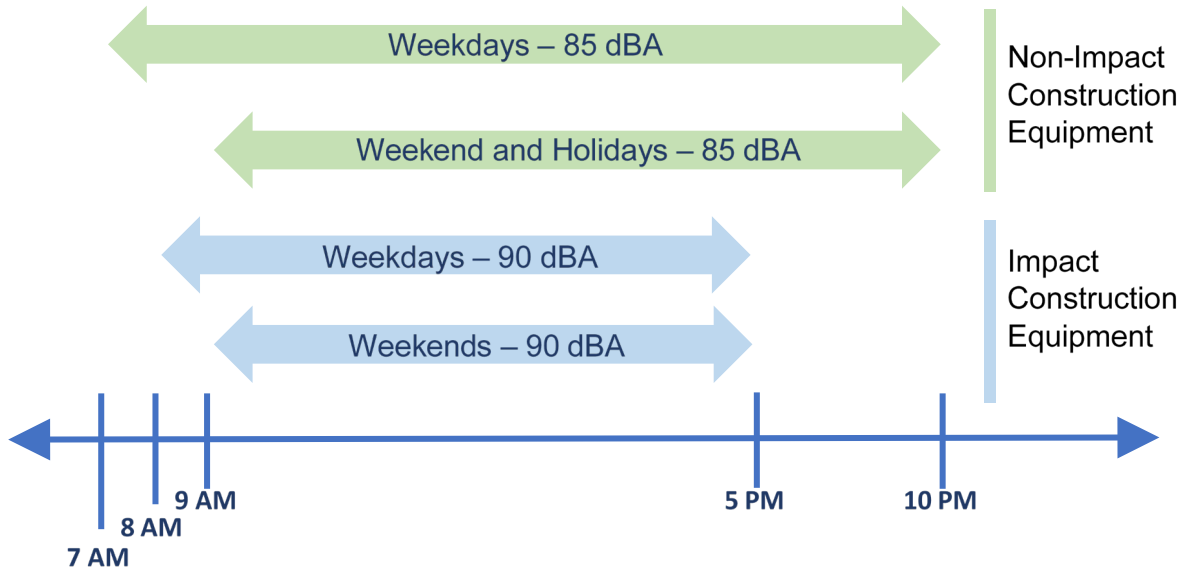 Weekdays – 85 dBA
Weekend and Holidays – 85 dBA
Non-Impact
Construction
Equipment
Weekdays – 90 dBA
Weekends – 90 dBA
Impact
Construction
Equipment
7 AM
8 AM
9 AM
5 PM
10 PM